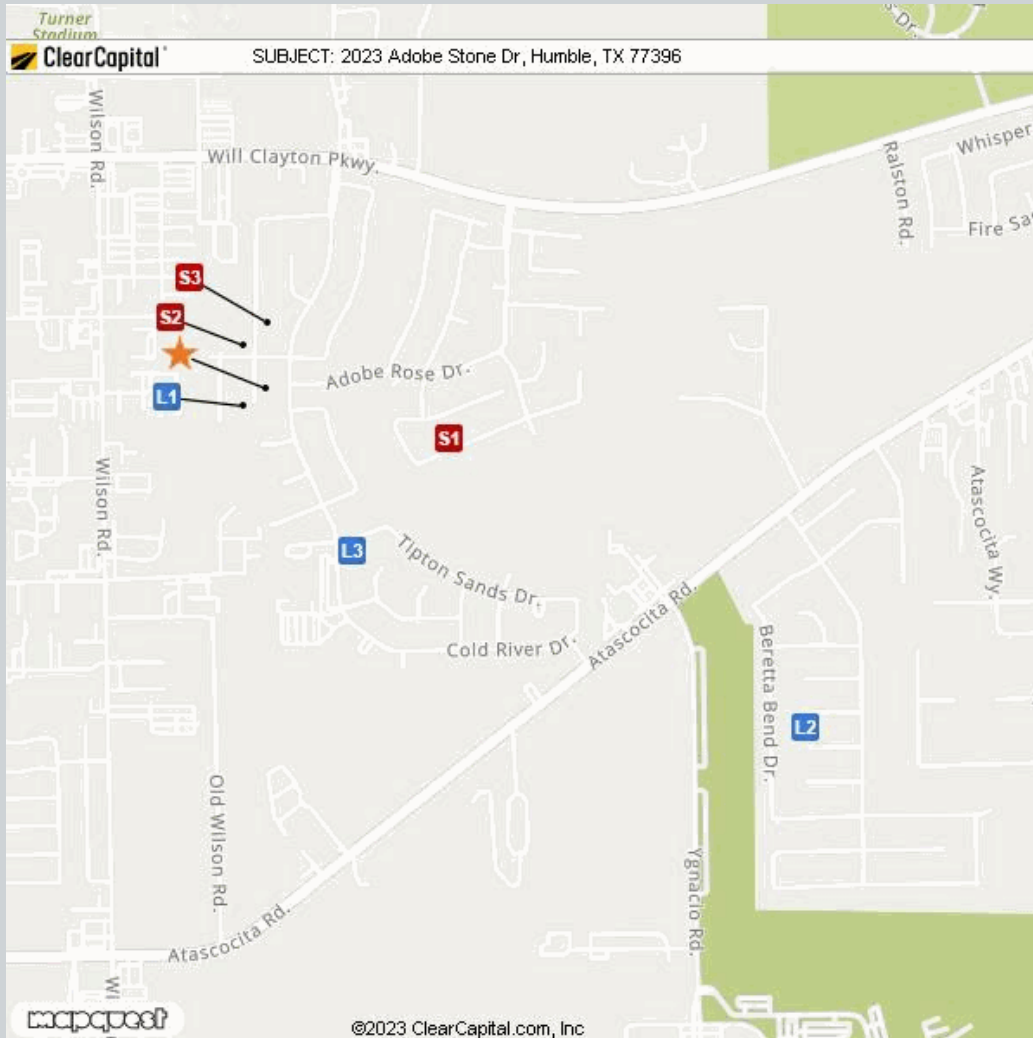 Turner
Stadium
ClearCapital
SUBJECT: 2023 Adobe Stone Dr, Humble, TX 77396
s Dr.
Wilson Rd.
Will Clayton Pkwy.
Ralston Rd.
Whisper
Fire Sa
S3
S2
L1
Adobe Rose Dr.
S1
Wilson Rd.
Atascocita Wy.
L3
Tipton Sands Dr.
Cold River Dr.
Atascocita Rd.
Beretta Bend Dr.
L2
Old Wilson Rd.
Ygnacio Rd.
Atascocita Rd.
Wi
mapquest
©2023 ClearCapital.com, Inc